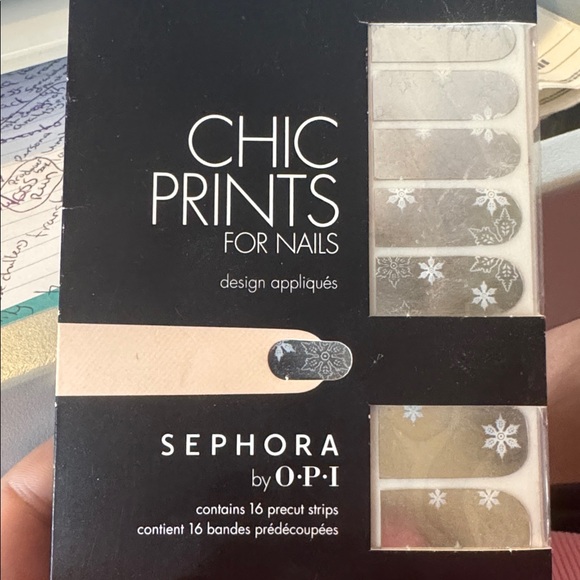 CHIC
PRINTS
FOR NAILS
design appliqués
SEPHORA
by O·P·I
contains 16 precut strips
contient 16 bandes prédécoupées